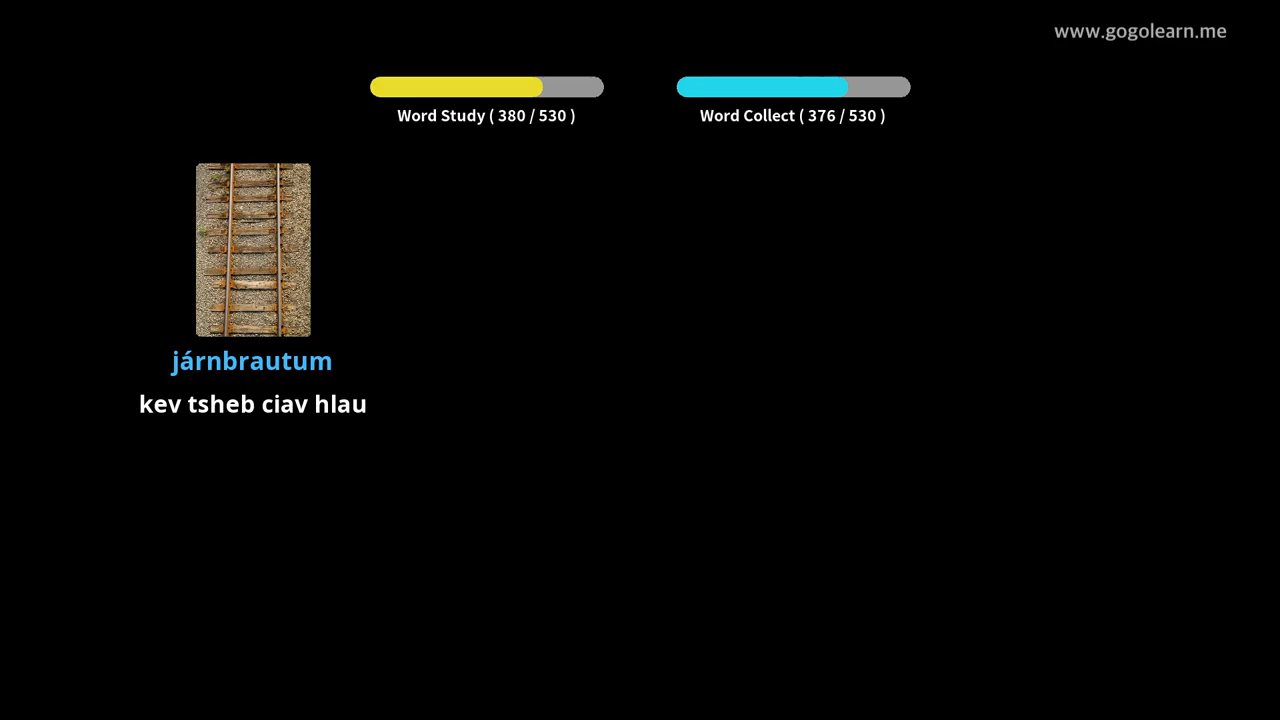 www.gogolearn.me
Word Study ( 380 / 530 )
Word Collect ( 376 / 530 )
járnbrautum
kev tsheb ciav hlau